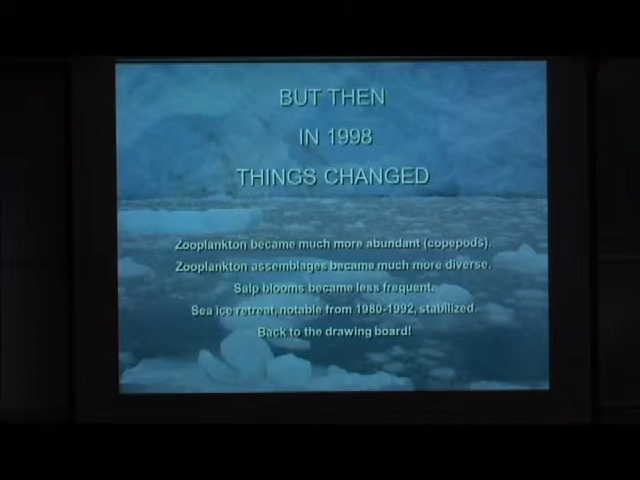 BUT THEN
IN 1998
THINGS CHANGED
Zooplankton became much more abundant (copepods).
Zooplankton assemblages became much more diverse.
Salp blooms became less frequent.
Sea ice retreat, notable from 1980-1992, stabilized.
Back to the drawing board!